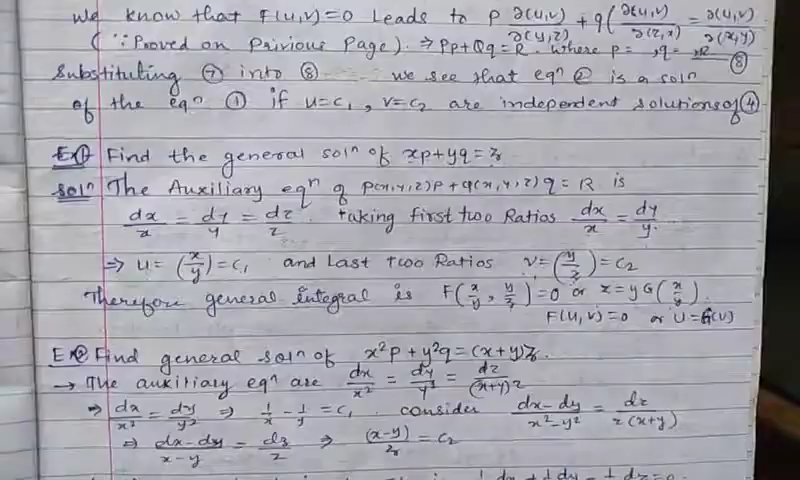 We know that F(u,v)=0 Leads to P ∂(u,v)/∂(y,z) + q(∂(u,v)/∂(z,x) = ∂(u,v)/∂(x,y)
(∵ Proved on Privious Page). ⇒ Pp+Qq=R. where P= ,q= ,R ⑧
Substituting ⑦ into ⑧ we see that eqⁿ ② is a solⁿ
of the eqⁿ ① if u=c₁, v=c₂ are independent solutions of ④
Ex① Find the general solⁿ of xp+yq=z
Solⁿ The Auxiliary eqⁿ of P(x,y,z)p+q(x,y,z)q=R is
dx/x = dy/y = dz/z. taking first two Ratios dx/x = dy/y.
⇒ u=(x/y)=c₁ and Last two Ratios v=(y/z)=c₂
Therefore general integral is F(x/y, y/z)=0 or z=yG(x/y).
F(u,v)=0 or u=G(v)
Ex② Find general solⁿ of x²p+y²q=(x+y)z.
→ The auxitiary eqⁿ are dx/x² = dy/y² = dz/(x+y)z
⇒ dx/x² = dy/y² ⇒ 1/x - 1/y = c₁. consider dx-dy/x²-y² = dz/z(x+y)
⇒ dx-dy/x-y = dz/z ⇒ (x-y)/z = c₂